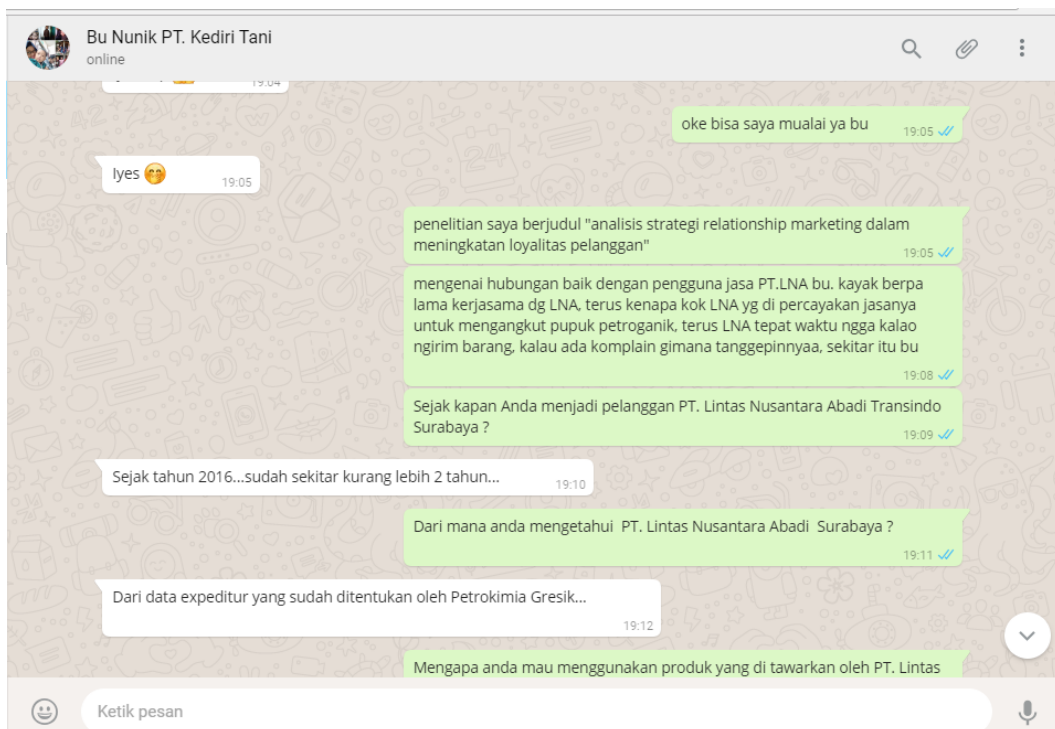 Bu Nunik PT. Kediri Tani
online
19:04
oke bisa saya mualai ya bu 19:05
Iyes 19:05
penelitian saya berjudul "analisis strategi relationship marketing dalam
meningkatan loyalitas pelanggan" 19:05
mengenai hubungan baik dengan pengguna jasa PT.LNA bu. kayak berpa
lama kerjasama dg LNA, terus kenapa kok LNA yg di percayakan jasanya
untuk mengangkut pupuk petroganik, terus LNA tepat waktu ngga kalao
ngirim barang, kalau ada komplain gimana tanggepinnyaa, sekitar itu bu
19:08
Sejak kapan Anda menjadi pelanggan PT. Lintas Nusantara Abadi Transindo
Surabaya ? 19:09
Sejak tahun 2016...sudah sekitar kurang lebih 2 tahun... 19:10
Dari mana anda mengetahui PT. Lintas Nusantara Abadi Surabaya ?
19:11
Dari data expeditur yang sudah ditentukan oleh Petrokimia Gresik...
19:12
Mengapa anda mau menggunakan produk yang di tawarkan oleh PT. Lintas
Ketik pesan